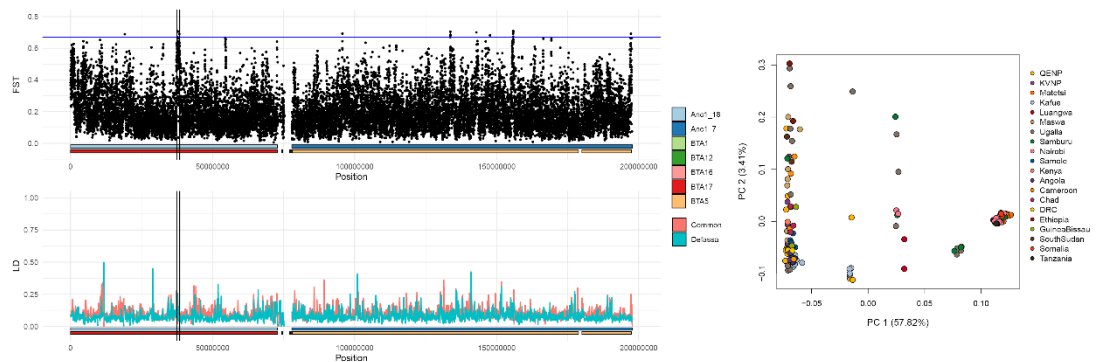 0.8
0.6
0.4
0.2
0.0
FST
0
50000000
100000000
150000000
200000000
Position
1.00
0.75
0.50
0.25
0.00
LD
0
50000000
100000000
150000000
200000000
Position
Anc1_18
Anc1_7
BTA1
BTA12
BTA16
BTA17
BTA5
Common
Defassa
0.3
0.2
0.1
0.0
-0.1
PC 2 (3.41%)
-0.05
0.00
0.05
0.10
PC 1 (57.82%)
QENP
KVNP
Matetsi
Kafue
Luangwa
Maswa
Ugalla
Samburu
Nairobi
Samole
Kenya
Angola
Cameroon
Chad
DRC
Ethiopia
GuineaBissau
SouthSudan
Somalia
Tanzania